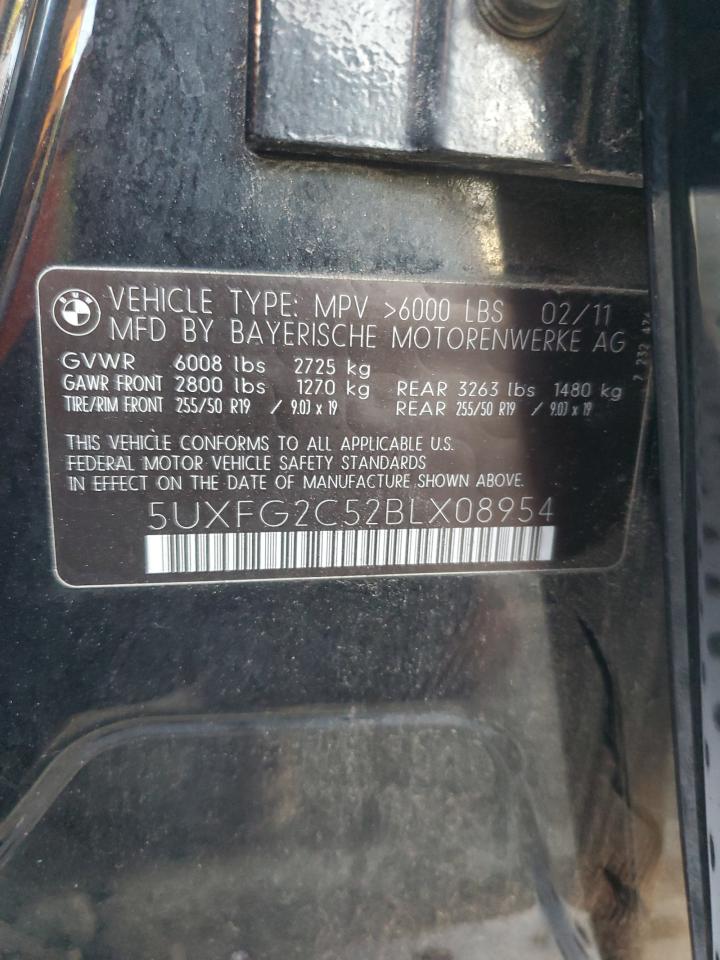 BMW
VEHICLE TYPE: MPV >6000 LBS 02/11
MFD BY BAYERISCHE MOTORENWERKE AG
GVWR 6008 lbs 2725 kg
GAWR FRONT 2800 lbs 1270 kg REAR 3263 lbs 1480 kg
TIRE/RIM FRONT 255/50 R19 / 9.0J x 19 REAR 255/50 R19 / 9.0J x 19
THIS VEHICLE CONFORMS TO ALL APPLICABLE U.S.
FEDERAL MOTOR VEHICLE SAFETY STANDARDS
IN EFFECT ON THE DATE OF MANUFACTURE SHOWN ABOVE.
5UXFG2C52BLX08954
7 232